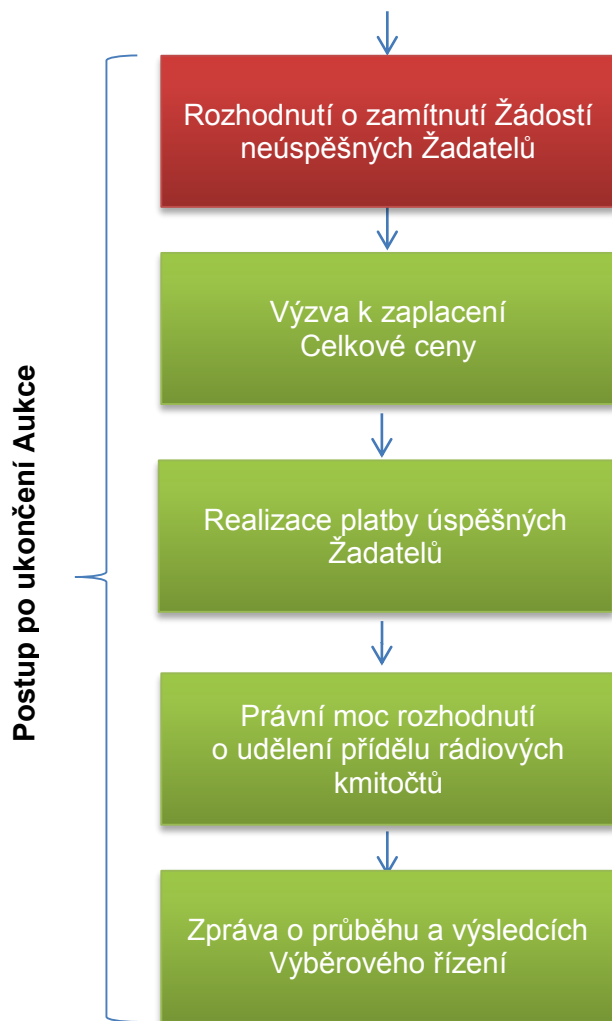 Postup po ukončení Aukce
Rozhodnutí o zamítnutí Žádostí
neúspěšných Žadatelů
Výzva k zaplacení
Celkové ceny
Realizace platby úspěšných
Žadatelů
Právní moc rozhodnutí
o udělení přídělu rádiových
kmitočtů
Zpráva o průběhu a výsledcích
Výběrového řízení